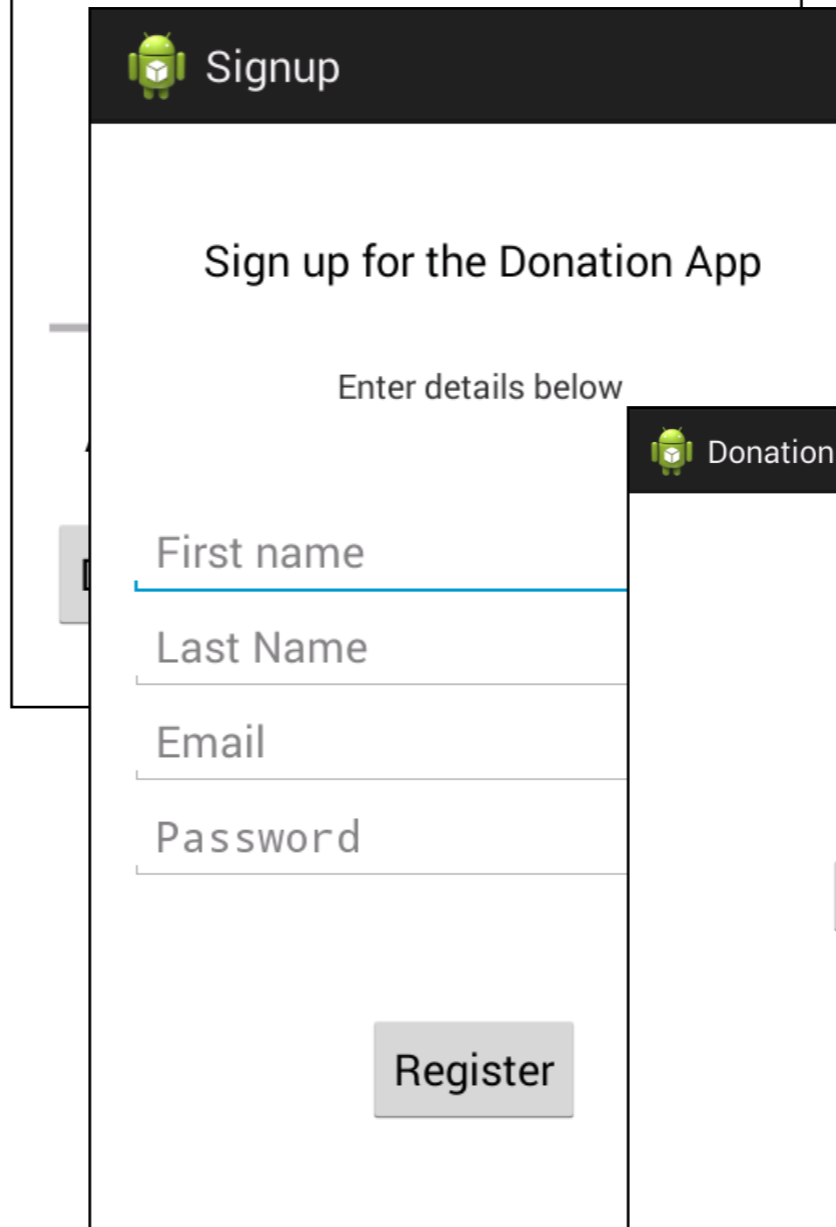 Signup
Sign up for the Donation App
Enter details below
Donation
First name
Last Name
Email
Password
Register